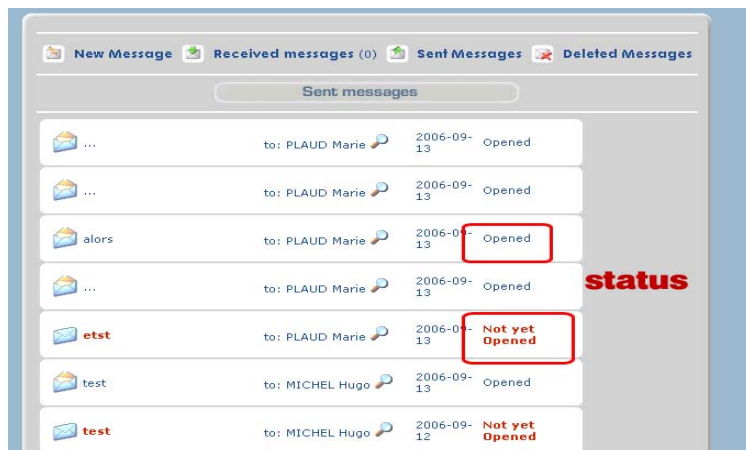 New Message Received messages (0) Sent Messages Deleted Messages
Sent messages
... to: PLAUD Marie 2006-09-13 Opened
... to: PLAUD Marie 2006-09-13 Opened
alors to: PLAUD Marie 2006-09-13 Opened
... to: PLAUD Marie 2006-09-13 Opened
status
etst to: PLAUD Marie 2006-09-13 Not yet Opened
test to: MICHEL Hugo 2006-09-13 Opened
test to: MICHEL Hugo 2006-09-12 Not yet Opened